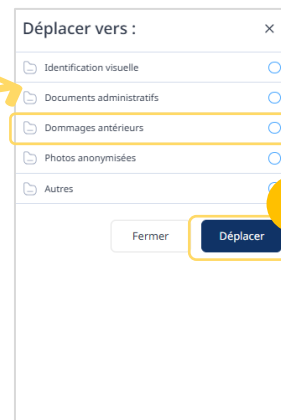 Déplacer vers :
Identification visuelle
Documents administratifs
Dommages antérieurs
Photos anonymisées
Autres
Fermer
Déplacer